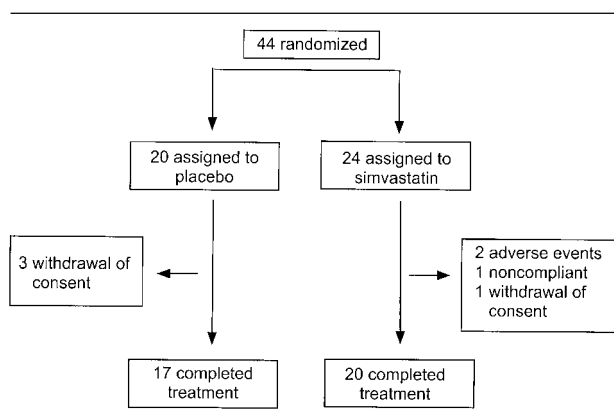 44 randomized
20 assigned to
placebo
24 assigned to
simvastatin
3 withdrawal of
consent
2 adverse events
1 noncompliant
1 withdrawal of
consent
17 completed
treatment
20 completed
treatment